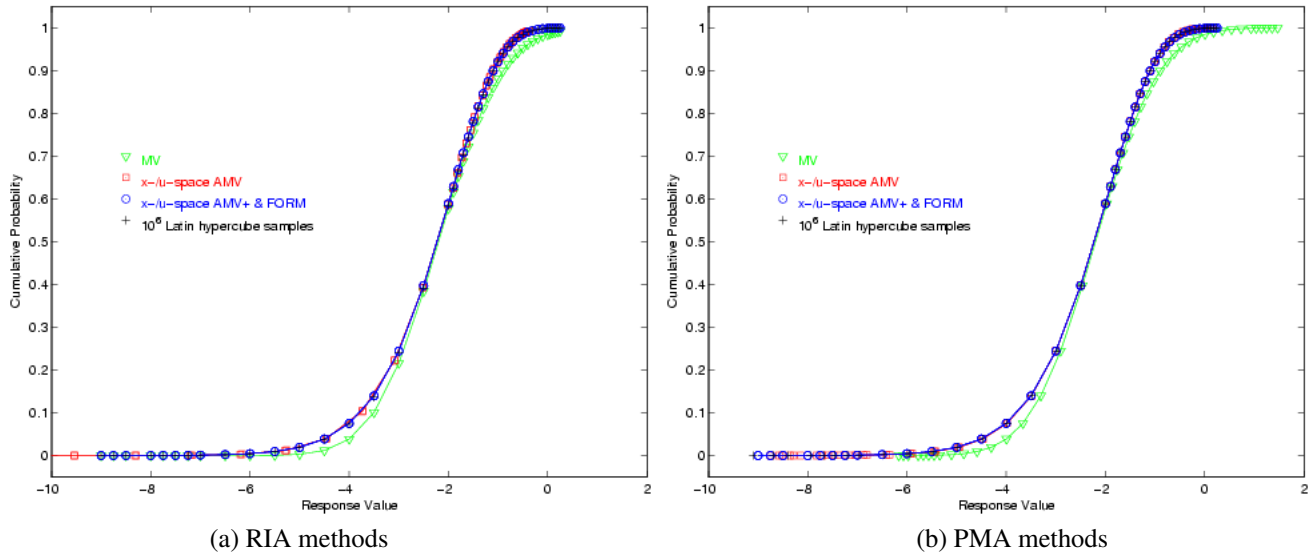 1
0.9
0.8
0.7
0.6
0.5
0.4
0.3
0.2
0.1
0
Cumulative Probability
MV
x-/u-space AMV
x-/u-space AMV+ & FORM
10⁶ Latin hypercube samples
-10 -8 -6 -4 -2 0 2
Response Value
(a) RIA methods
1
0.9
0.8
0.7
0.6
0.5
0.4
0.3
0.2
0.1
0
Cumulative Probability
MV
x-/u-space AMV
x-/u-space AMV+ & FORM
10⁶ Latin hypercube samples
-10 -8 -6 -4 -2 0 2
Response Value
(b) PMA methods